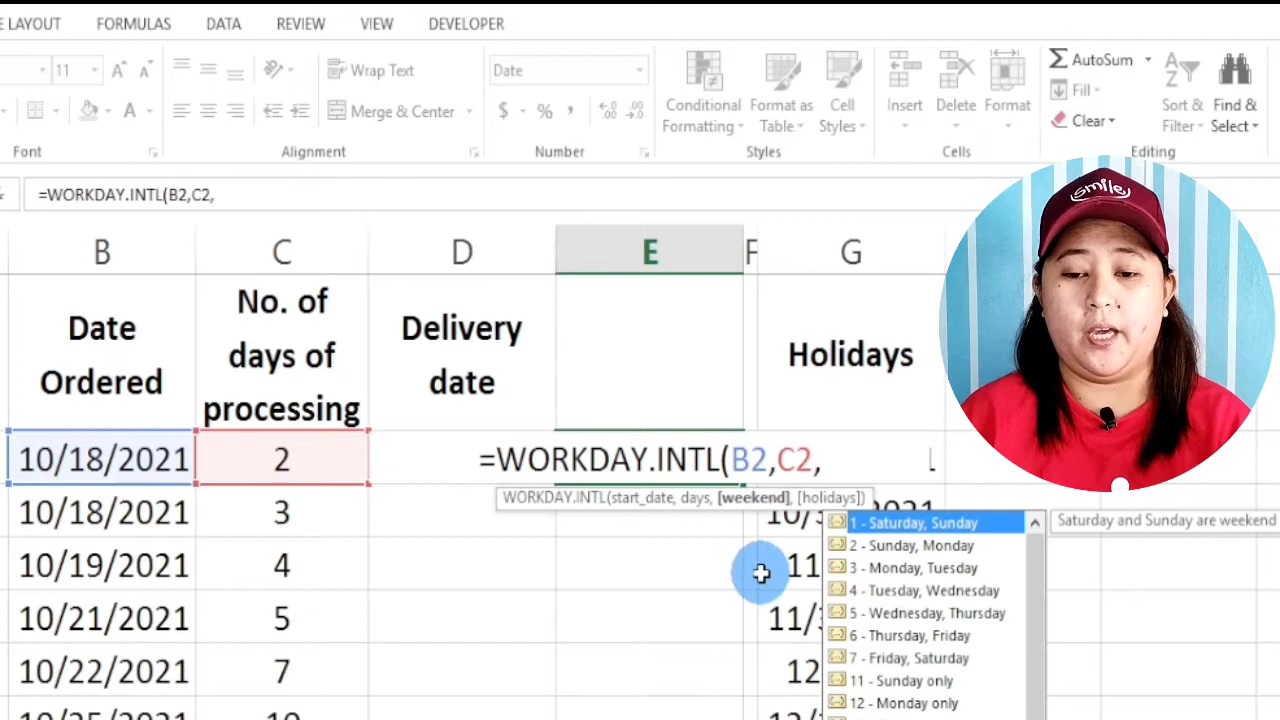 E LAYOUT FORMULAS DATA REVIEW VIEW DEVELOPER
11 A A Wrap Text Date Conditional Formatting Format as Table Cell Styles Insert Delete Format AutoSum Fill Clear Sort & Filter Find & Select
A Merge & Center $ % ,
Font Alignment Number Styles Cells Editing
=WORKDAY.INTL(B2,C2,
smile
B C D E F G
Date Ordered
No. of days of processing
Delivery date
Holidays
10/18/2021 2 =WORKDAY.INTL(B2,C2,
WORKDAY.INTL(start_date, days, [weekend], [holidays])
10/18/2021 3
10/19/2021 4 11
10/21/2021 5 11/
10/22/2021 7 12
1 - Saturday, Sunday
Saturday and Sunday are weekend
2 - Sunday, Monday
3 - Monday, Tuesday
4 - Tuesday, Wednesday
5 - Wednesday, Thursday
6 - Thursday, Friday
7 - Friday, Saturday
11 - Sunday only
12 - Monday only